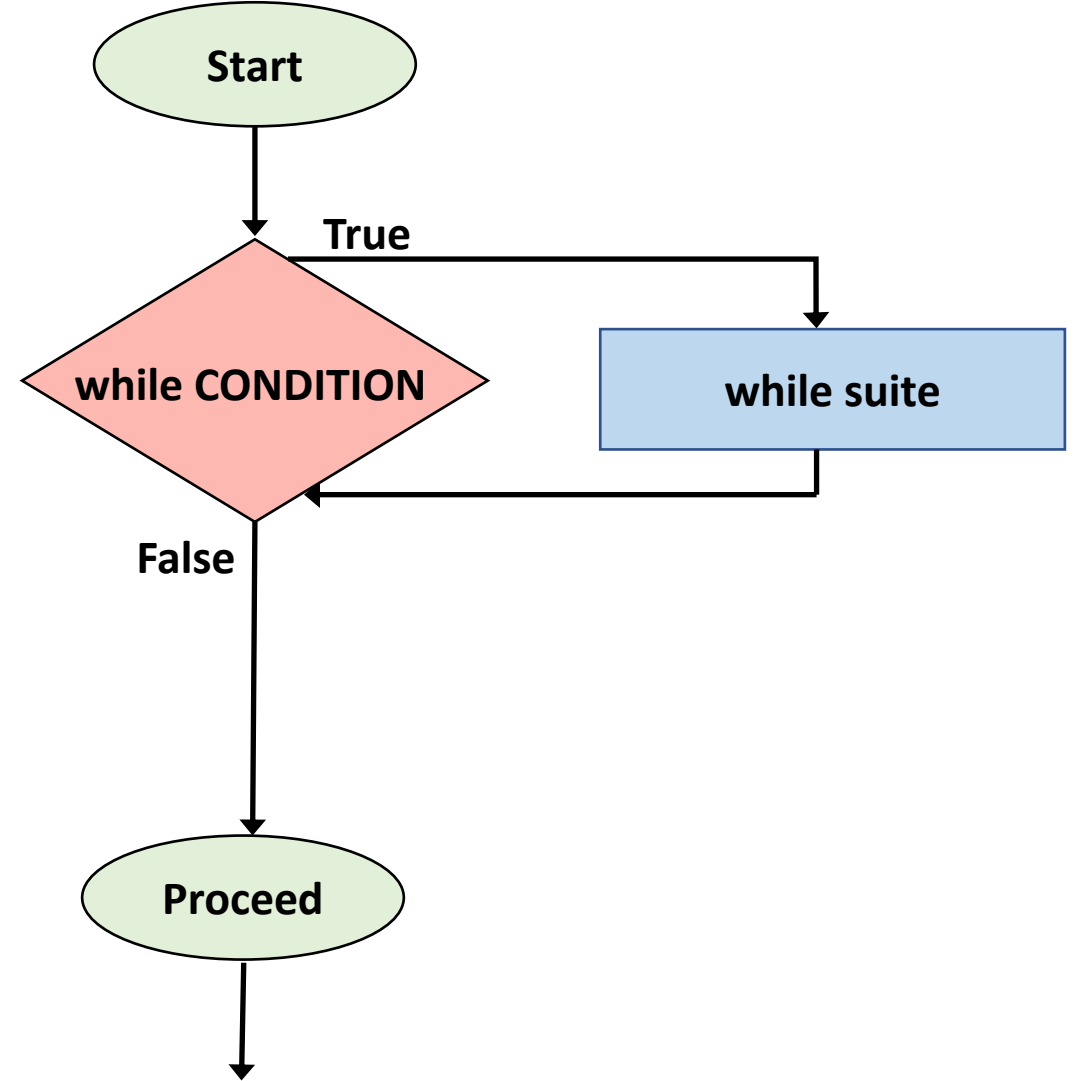 Start
True
while CONDITION
while suite
False
Proceed